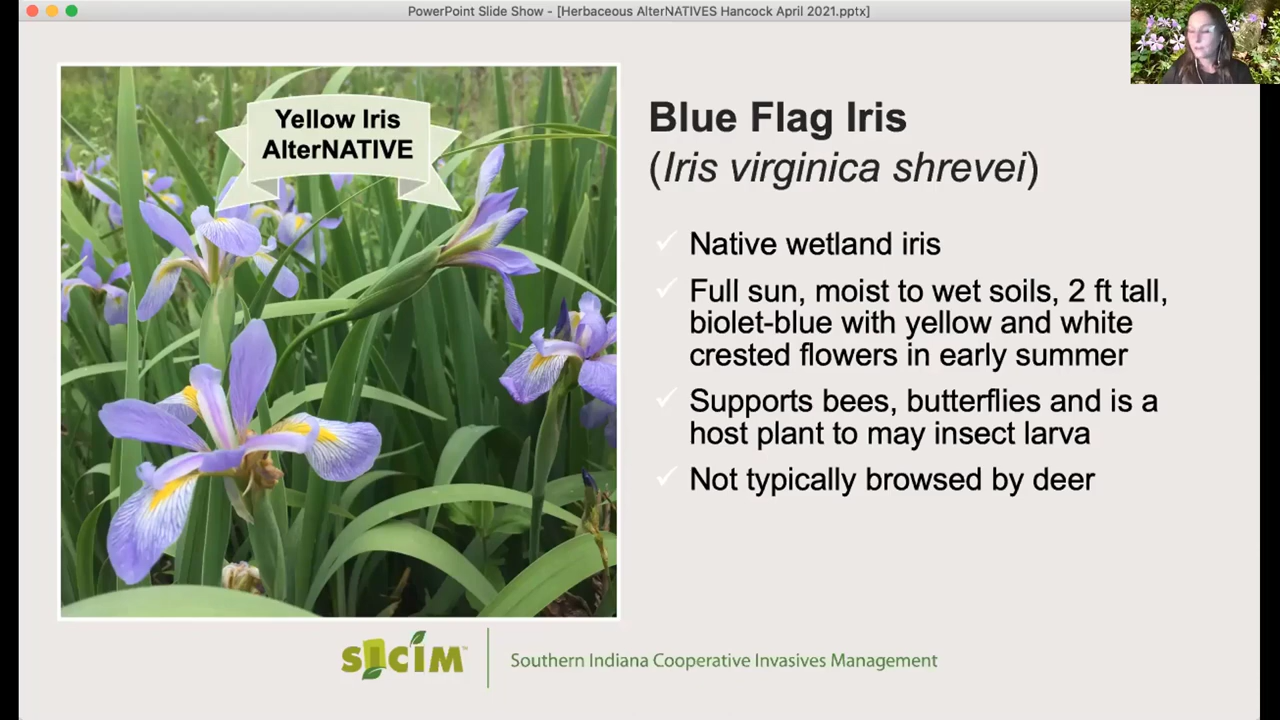 PowerPoint Slide Show - [Herbaceous AlterNATIVES Hancock April 2021.pptx]
Yellow Iris
AlterNATIVE
Blue Flag Iris
(Iris virginica shrevei)
Native wetland iris
Full sun, moist to wet soils, 2 ft tall,
biolet-blue with yellow and white
crested flowers in early summer
Supports bees, butterflies and is a
host plant to may insect larva
Not typically browsed by deer
SICIM™
Southern Indiana Cooperative Invasives Management